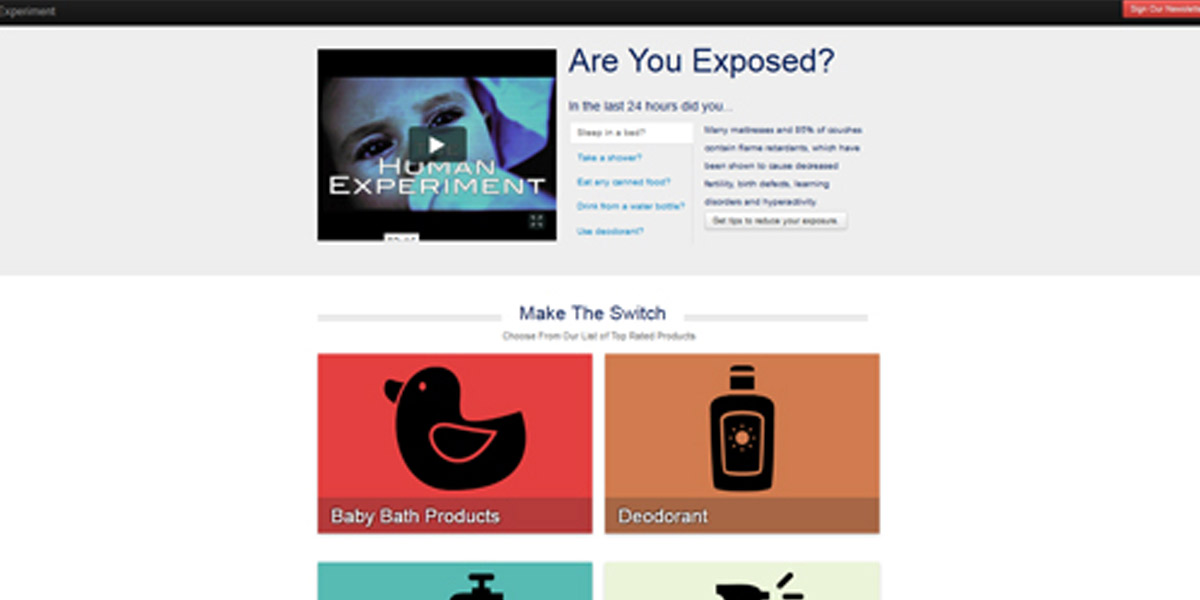 Experiment
Sign Our Newsletter
Are You Exposed?
In the last 24 hours did you...
Sleep in a bed?
Take a shower?
Eat any canned food?
Drink from a water bottle?
Use deodorant?
Many mattresses and 85% of couches
contain flame retardants, which have
been shown to cause decreased
fertility, birth defects, learning
disorders and hyperactivity.
Get tips to reduce your exposure.
HUMAN
EXPERIMENT
Make The Switch
Choose From Our List of Top Rated Products
Baby Bath Products
Deodorant